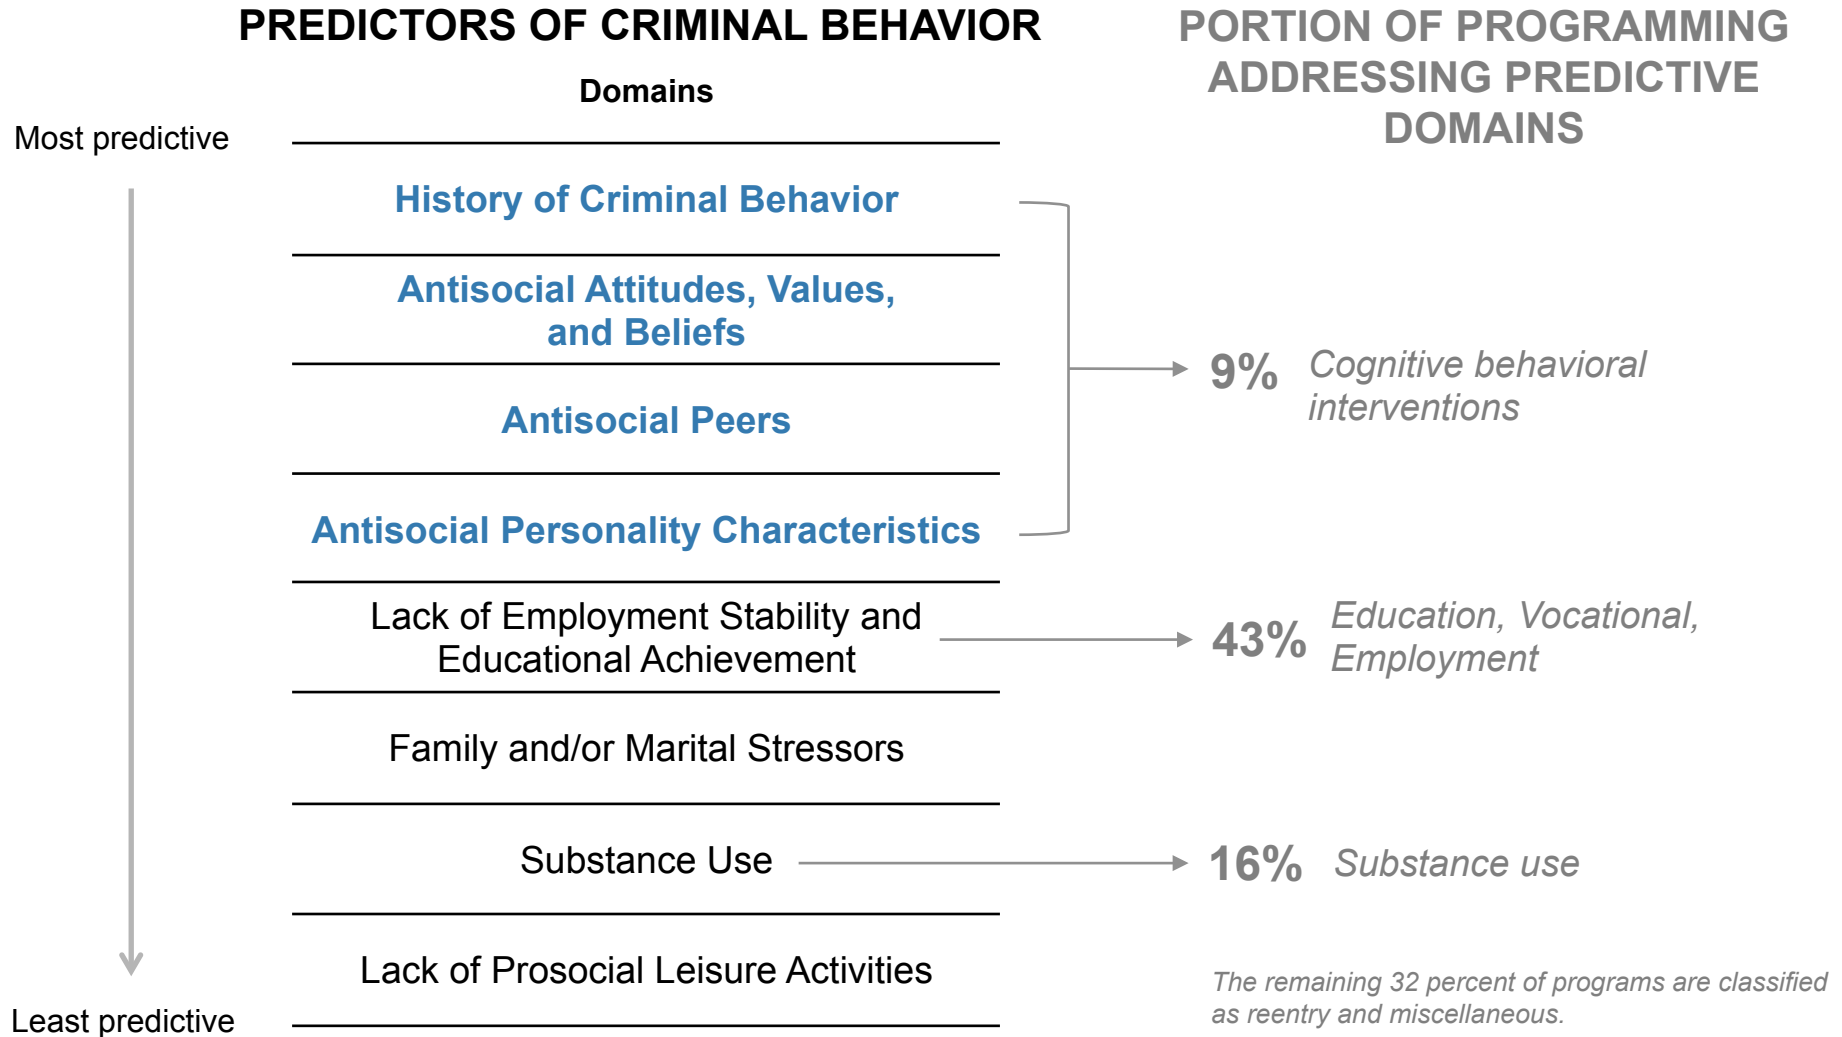 PREDICTORS OF CRIMINAL BEHAVIOR
PORTION OF PROGRAMMING
ADDRESSING PREDICTIVE
DOMAINS
Domains
Most predictive
History of Criminal Behavior
Antisocial Attitudes, Values,
and Beliefs
Antisocial Peers
Antisocial Personality Characteristics
9% Cognitive behavioral
interventions
Lack of Employment Stability and
Educational Achievement
43% Education, Vocational,
Employment
Family and/or Marital Stressors
Substance Use
16% Substance use
Lack of Prosocial Leisure Activities
Least predictive
The remaining 32 percent of programs are classified
as reentry and miscellaneous.